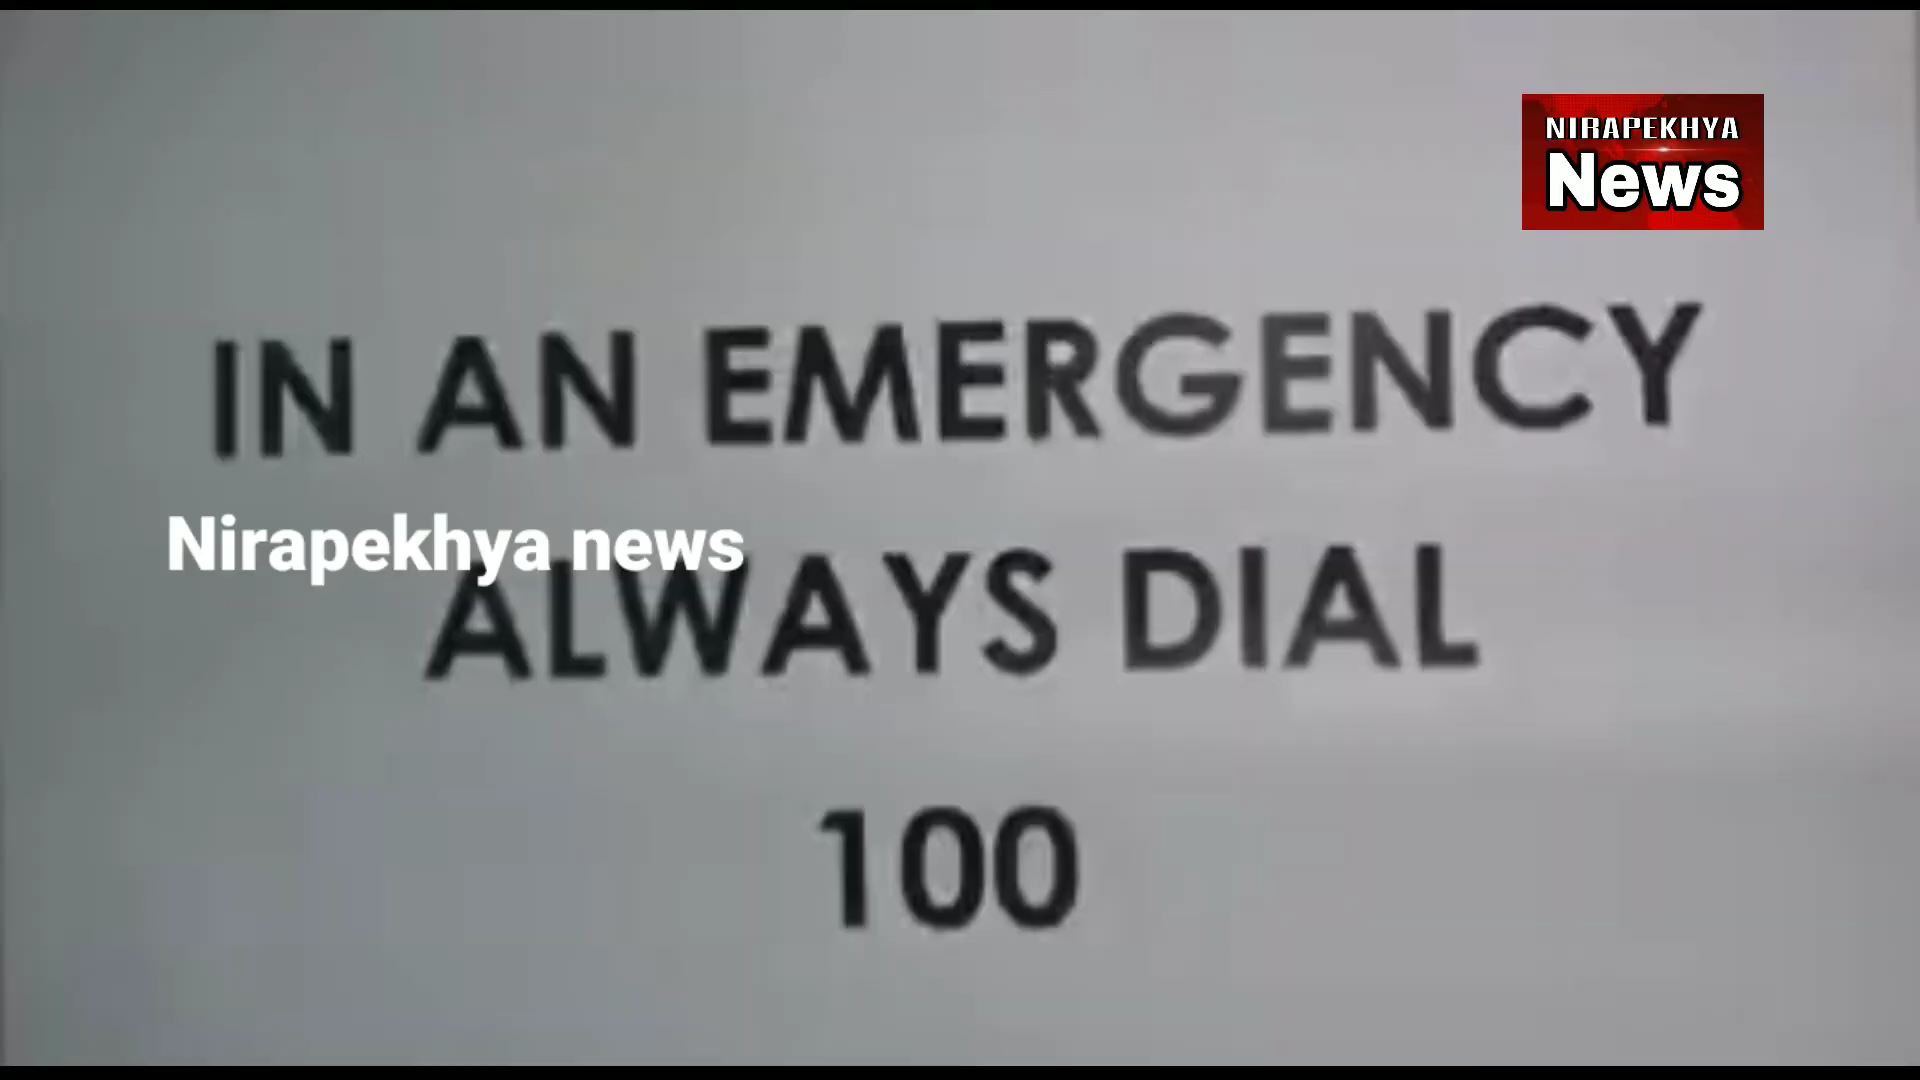 NIRAPEKHYA
News
IN AN EMERGENCY
Nirapekhya news
ALWAYS DIAL
100